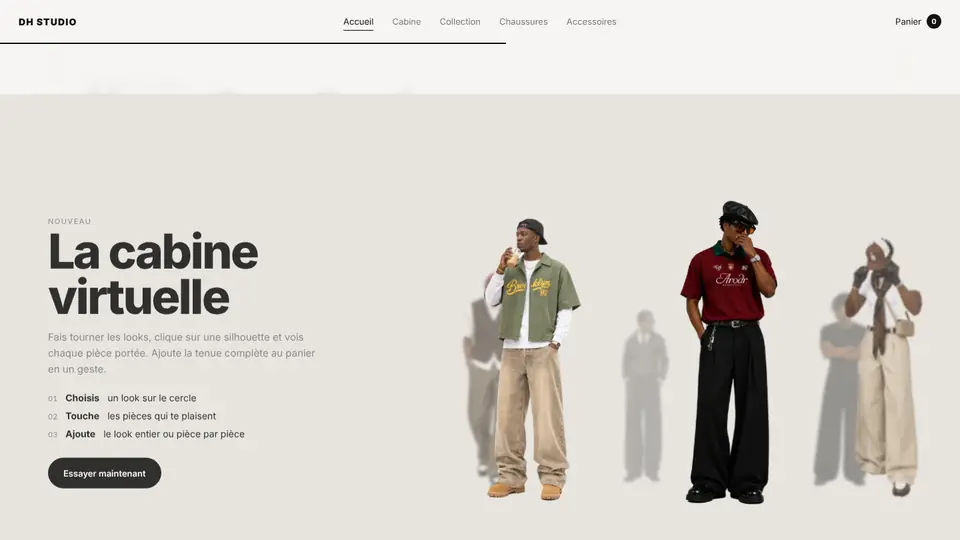 DH STUDIO
Accueil Cabine Collection Chaussures Accessoires
Panier 0
NOUVEAU
La cabine
virtuelle
Fais tourner les looks, clique sur une silhouette et vois
chaque pièce portée. Ajoute la tenue complète au panier
en un geste.
01 Choisis un look sur le cercle
02 Touche les pièces qui te plaisent
03 Ajoute le look entier ou pièce par pièce
Essayer maintenant